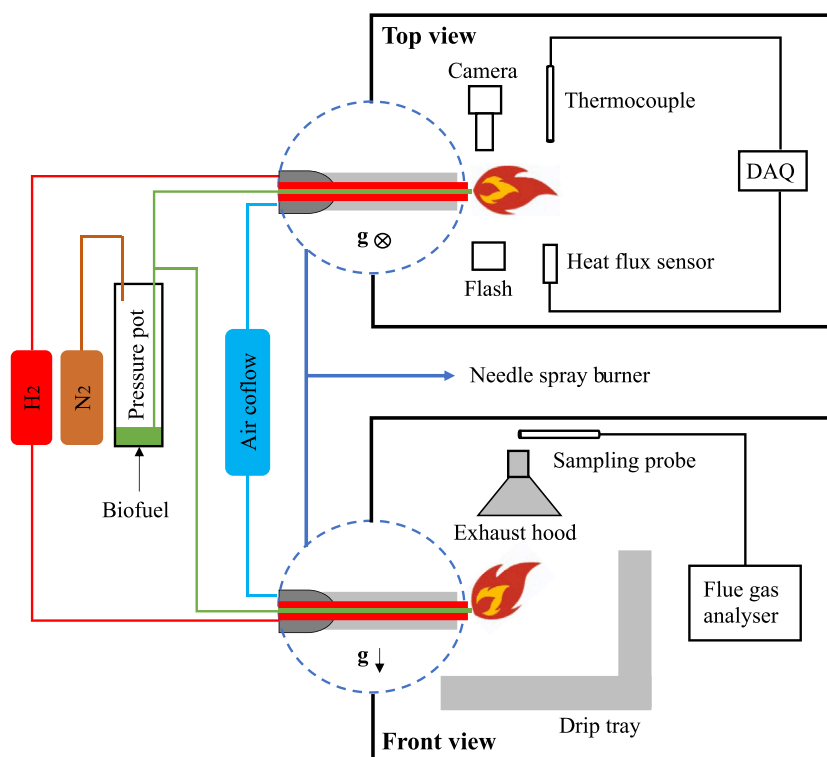 Top view
Camera
Thermocouple
DAQ
g ⊗
Heat flux sensor
Flash
H2
N2
Pressure pot
Air coflow
Needle spray burner
Biofuel
Sampling probe
Exhaust hood
Flue gas
analyser
g
Drip tray
Front view